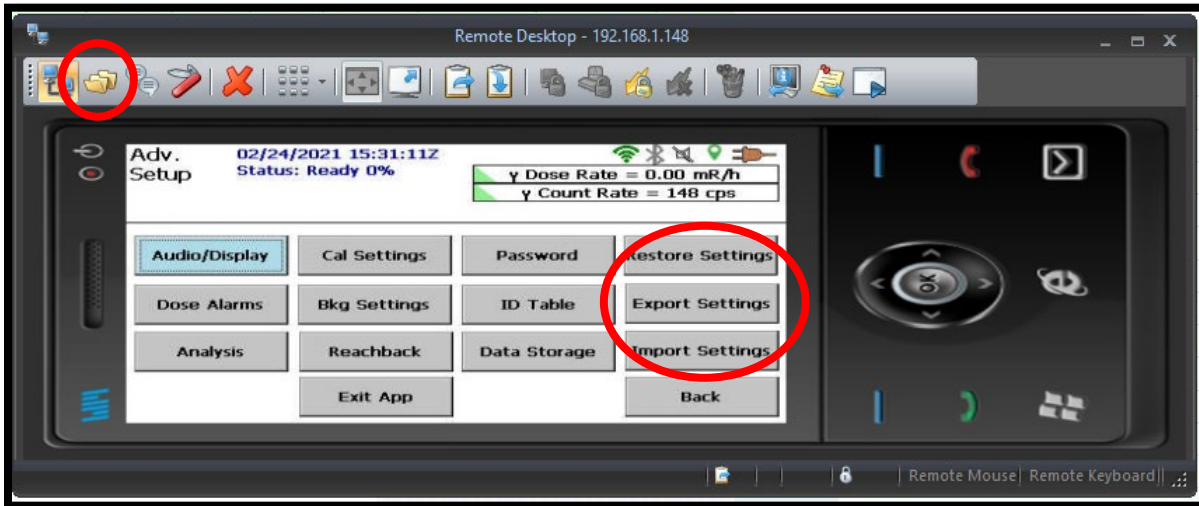 Remote Desktop - 192.168.1.148
Adv. 02/24/2021 15:31:11Z
Setup Status: Ready 0%
γ Dose Rate = 0.00 mR/h
γ Count Rate = 148 cps
Audio/Display Cal Settings Password Restore Settings
Dose Alarms Bkg Settings ID Table Export Settings
Analysis Reachback Data Storage Import Settings
Exit App Back
OK
Remote Mouse Remote Keyboard